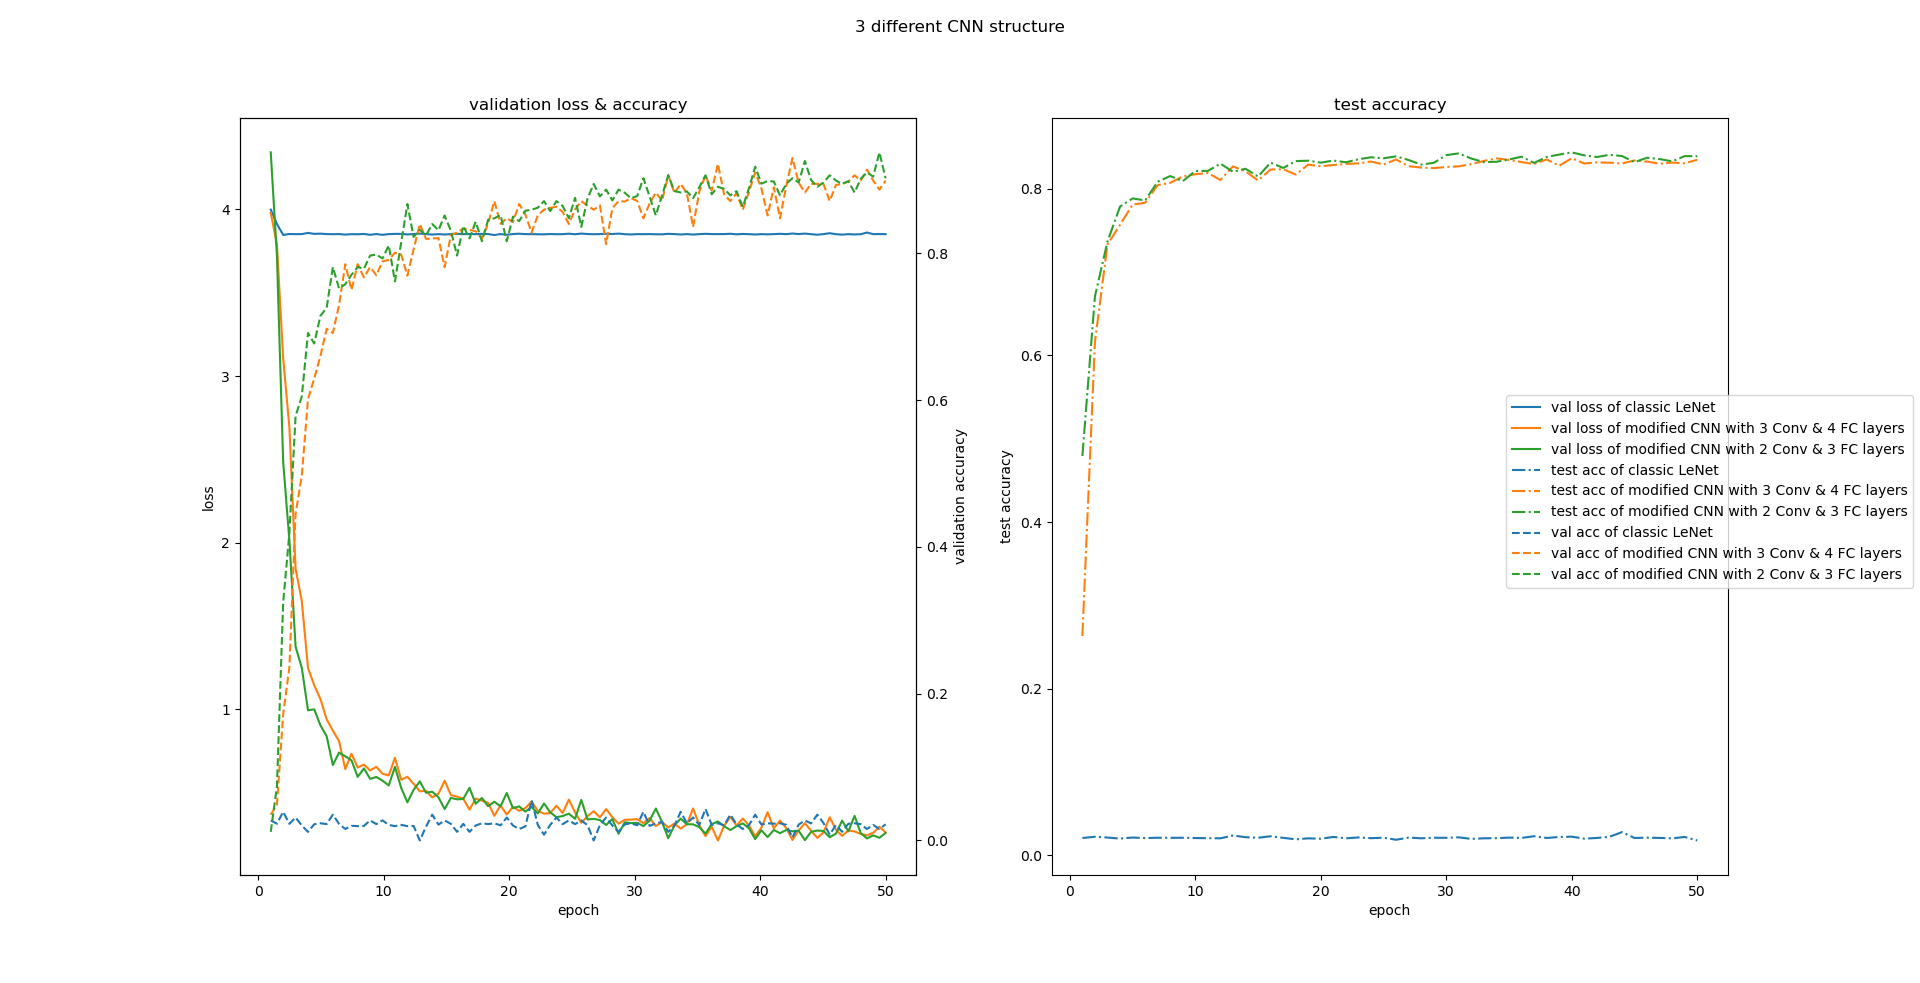 3 different CNN structure
validation loss & accuracy
4
3
2
1
loss
0
10
20
30
40
50
epoch
0.8
0.6
0.4
0.2
0.0
validation accuracy
test accuracy
0.8
0.6
0.4
0.2
0.0
test accuracy
0
10
20
30
40
50
epoch
val loss of classic LeNet
val loss of modified CNN with 3 Conv & 4 FC layers
val loss of modified CNN with 2 Conv & 3 FC layers
test acc of classic LeNet
test acc of modified CNN with 3 Conv & 4 FC layers
test acc of modified CNN with 2 Conv & 3 FC layers
val acc of classic LeNet
val acc of modified CNN with 3 Conv & 4 FC layers
val acc of modified CNN with 2 Conv & 3 FC layers